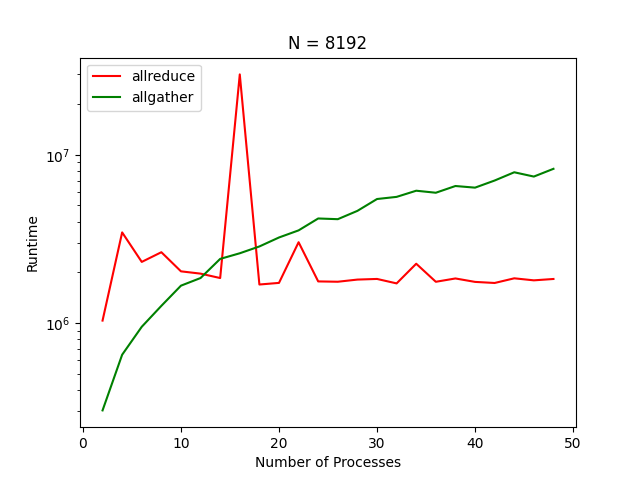 N = 8192
allreduce
allgather
10^7
10^6
Runtime
0 10 20 30 40 50
Number of Processes